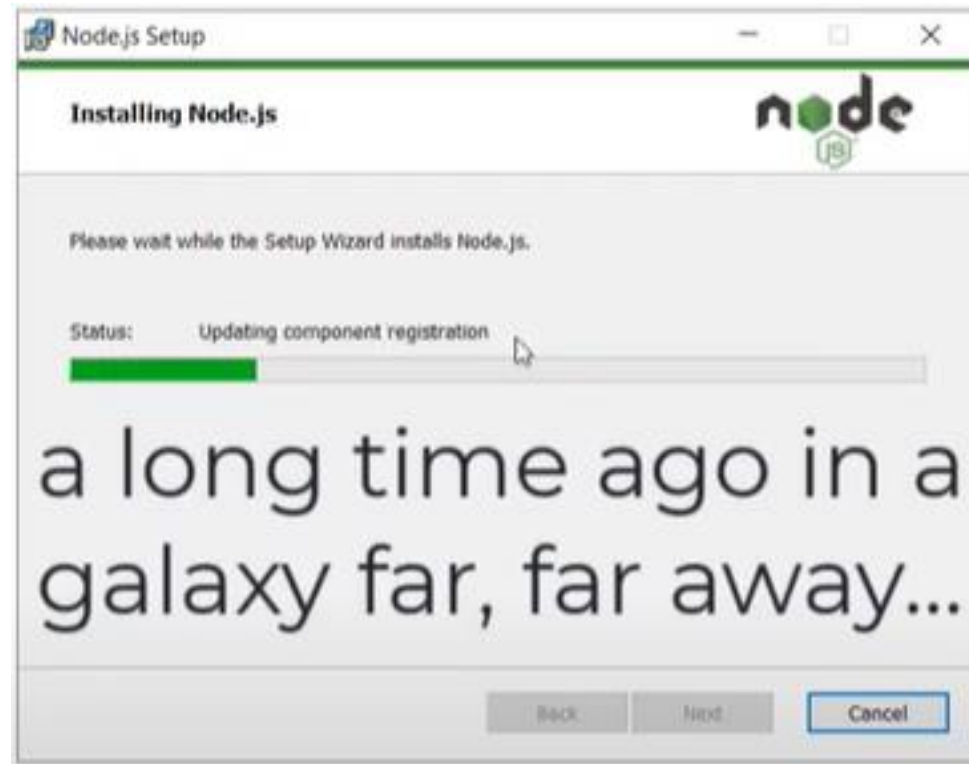 Node.js Setup
Installing Node.js
node
JS
Please wait while the Setup Wizard installs Node.js.
Status: Updating component registration
a long time ago in a
galaxy far, far away...
Back Next Cancel